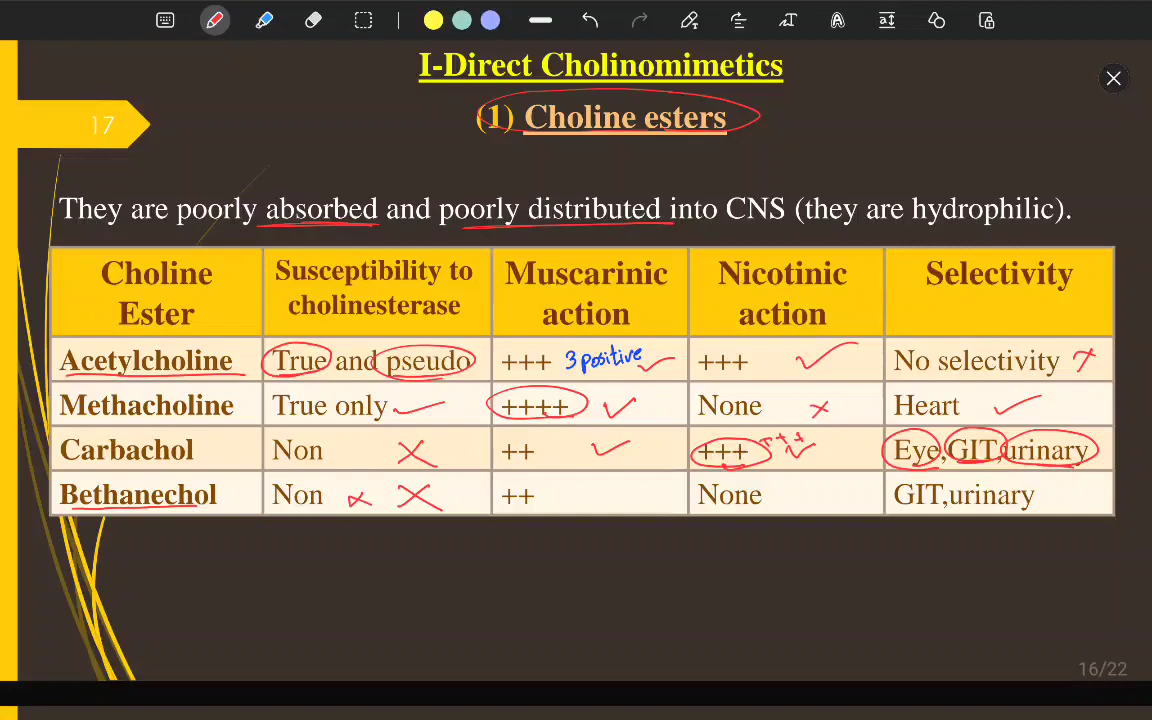 I-Direct Cholinomimetics
17
(1) Choline esters
They are poorly absorbed and poorly distributed into CNS (they are hydrophilic).
Choline Ester
Susceptibility to cholinesterase
Muscarinic action
Nicotinic action
Selectivity
Acetylcholine
True and pseudo
+++ 3 positive
+++
No selectivity
Methacholine
True only
++++
None
Heart
Carbachol
Non
++
+++ +++
Eye,GIT,urinary
Bethanechol
Non
++
None
GIT,urinary
16/22